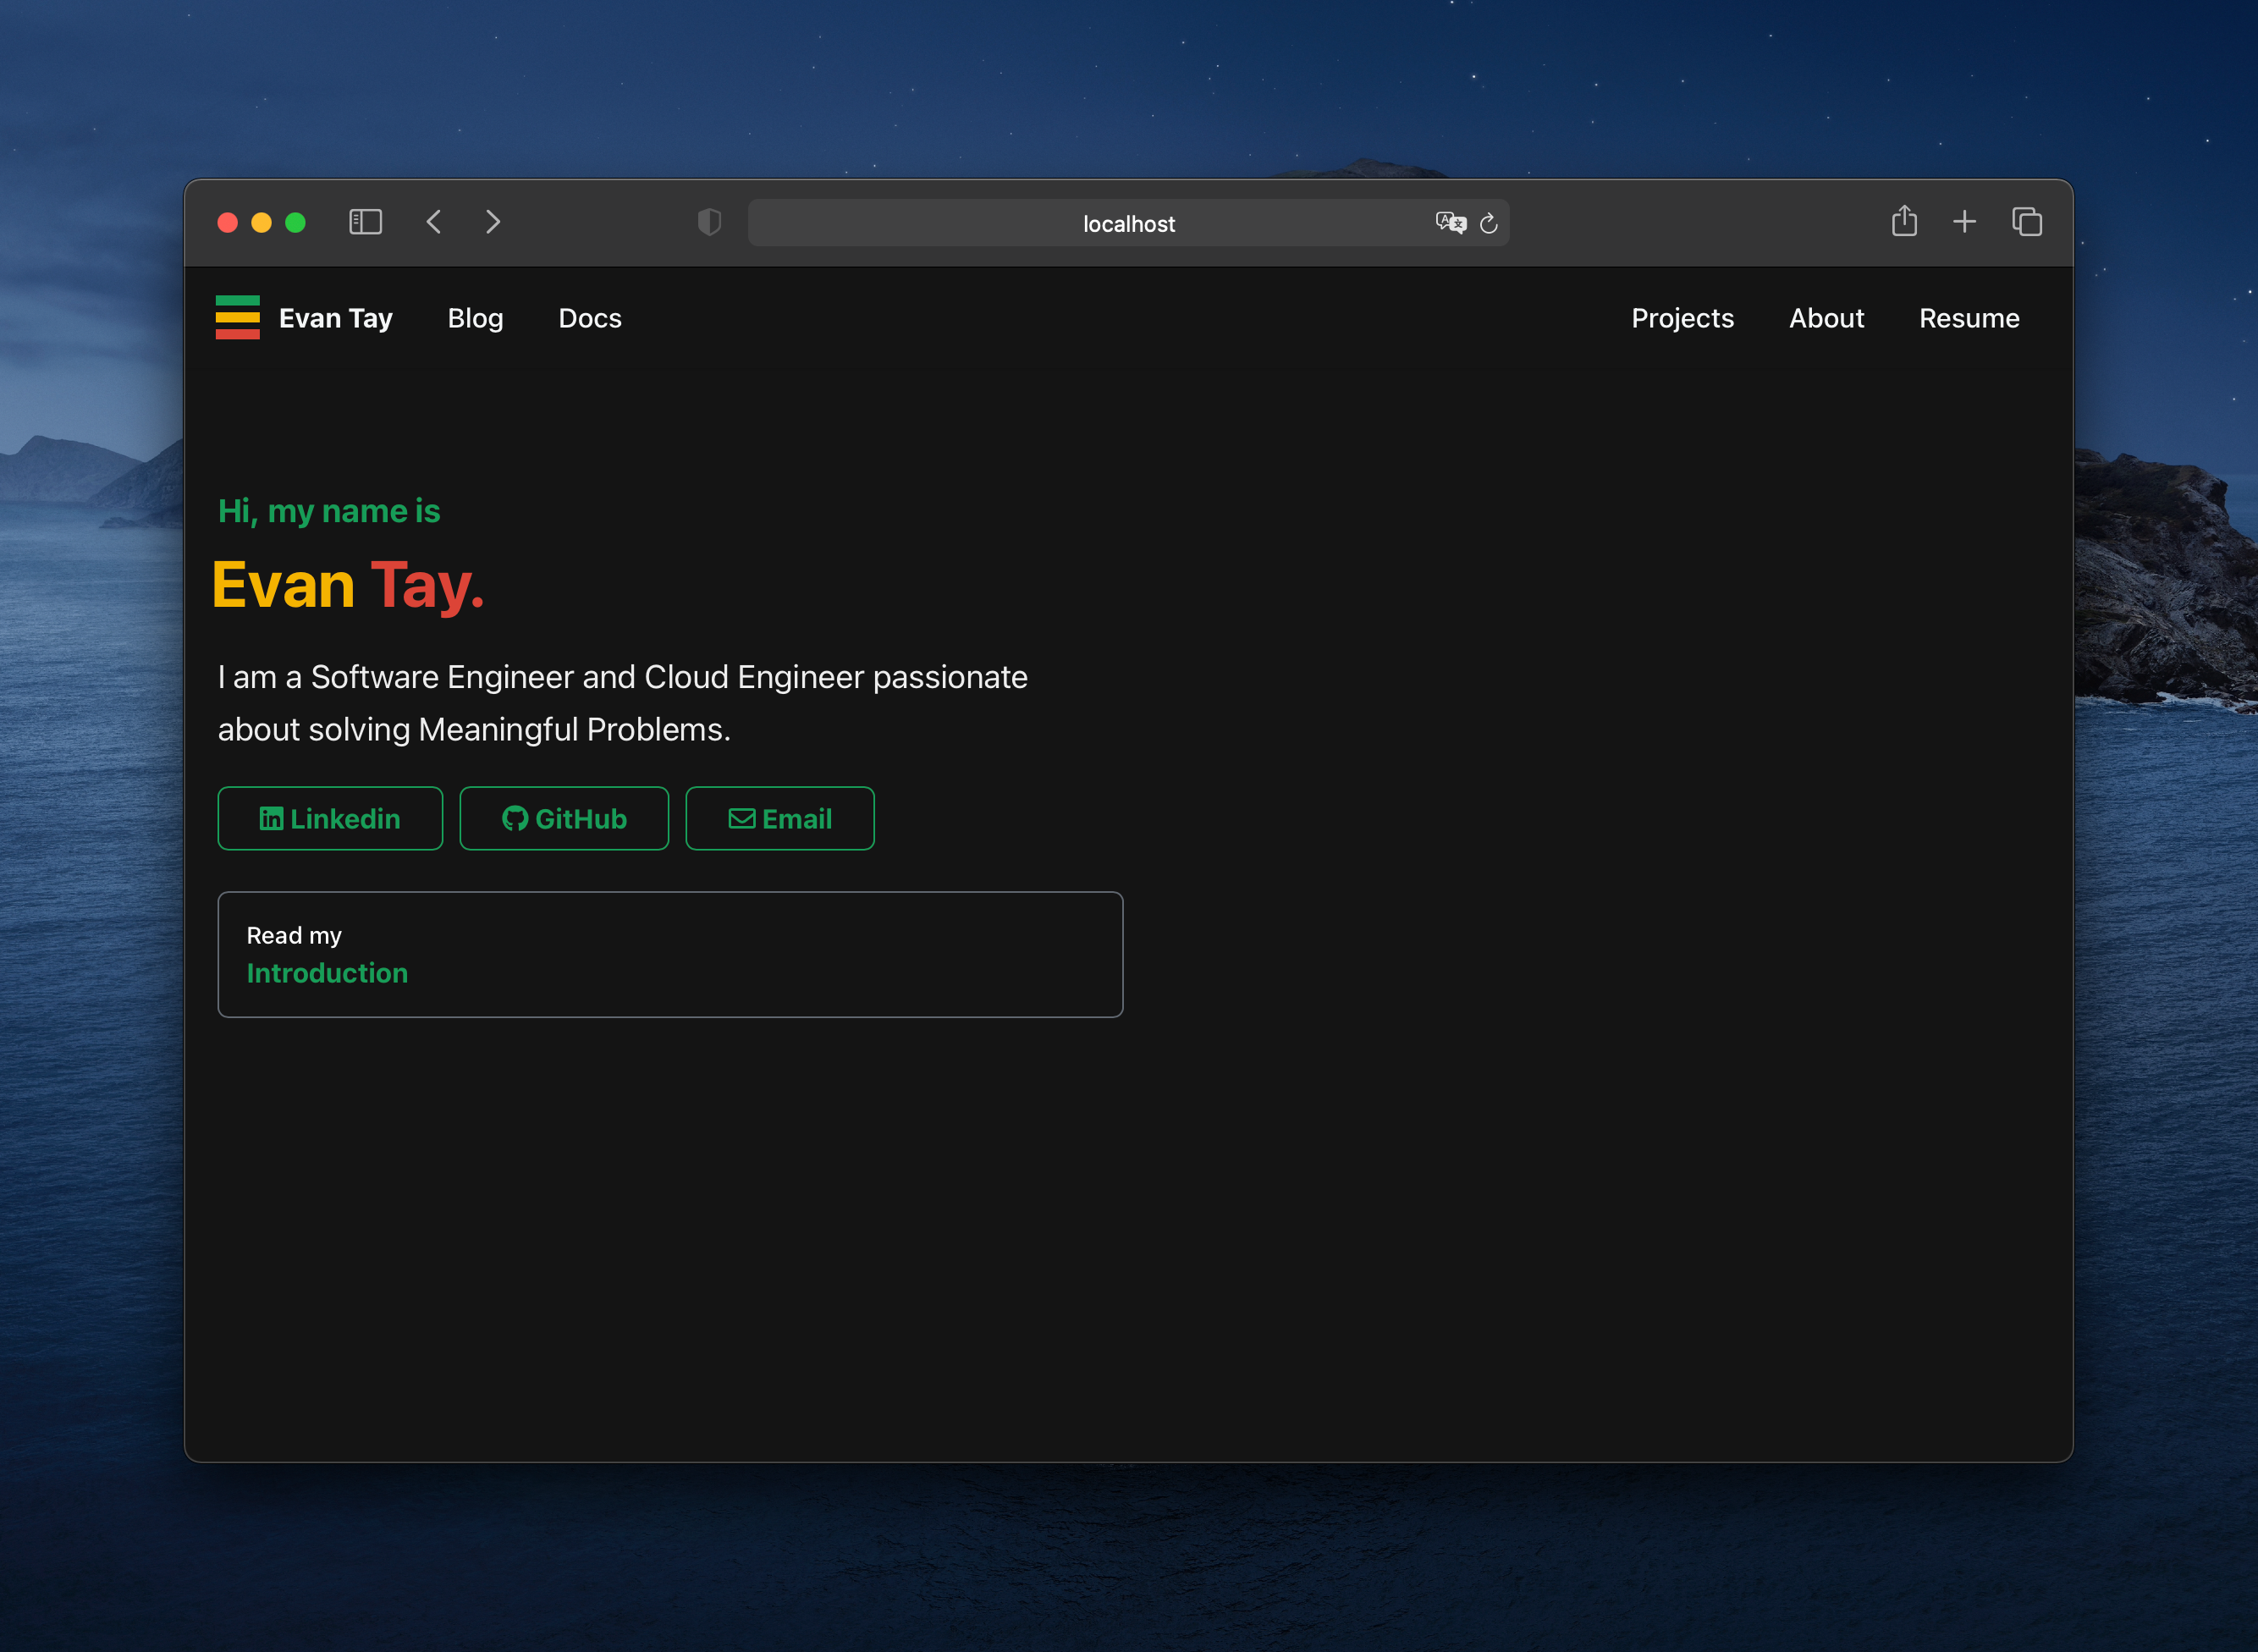 localhost
Evan Tay Blog Docs Projects About Resume
Hi, my name is
Evan Tay.
I am a Software Engineer and Cloud Engineer passionate
about solving Meaningful Problems.
Linkedin GitHub Email
Read my
Introduction